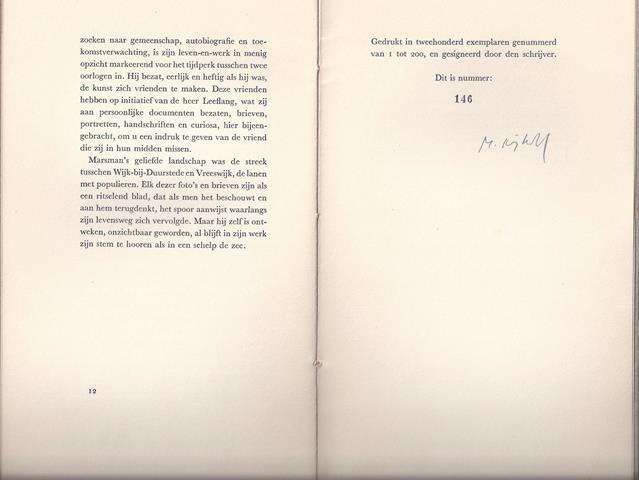 zoeken naar gemeenschap, autobiografie en toe-
komstverwachting, is zijn leven-en-werk in menig
opzicht markeerend voor het tijdperk tusschen twee
oorlogen in. Hij bezat, eerlijk en heftig als hij was,
de kunst zich vrienden te maken. Deze vrienden
hebben op initiatief van de heer Leeflang, wat zij
aan persoonlijke documenten bezaten, brieven,
portretten, handschriften en curiosa, hier bijeen-
gebracht, om u een indruk te geven van de vriend
die zij in hun midden missen.
Marsman's geliefde landschap was de streek
tusschen Wijk-bij-Duurstede en Vreeswijk, de lanen
met populieren. Elk dezer foto's en brieven zijn als
een ritselend blad, dat als men het beschouwt en
aan hem terugdenkt, het spoor aanwijst waarlangs
zijn levensweg zich vervolgde. Maar hij zelf is ont-
weken, onzichtbaar geworden, al blijft in zijn werk
zijn stem te hooren als in een schelp de zee.
12
Gedrukt in tweehonderd exemplaren genummerd
van 1 tot 200, en gesigneerd door den schrijver.
Dit is nummer:
146
M.